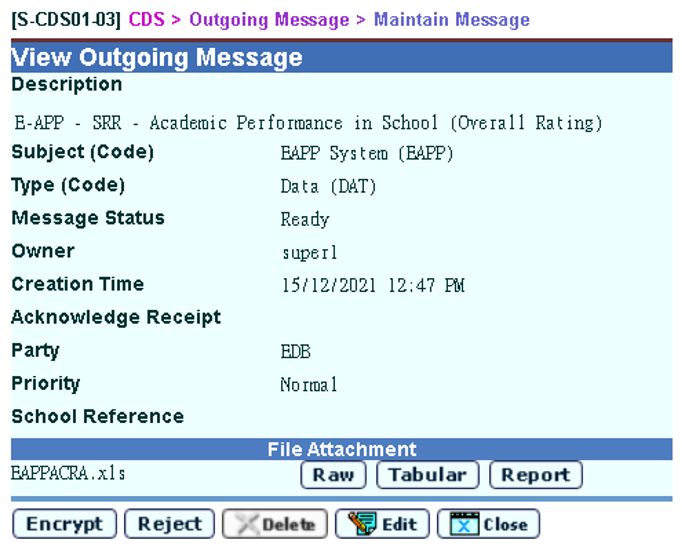 [S-CDS01-03] CDS > Outgoing Message > Maintain Message
View Outgoing Message
Description
E-APP - SRR - Academic Performance in School (Overall Rating)
Subject (Code) EAPP System (EAPP)
Type (Code) Data (DAT)
Message Status Ready
Owner super1
Creation Time 15/12/2021 12:47 PM
Acknowledge Receipt
Party EDB
Priority Normal
School Reference
File Attachment
EAPPACRA.xls Raw Tabular Report
Encrypt Reject Delete Edit Close